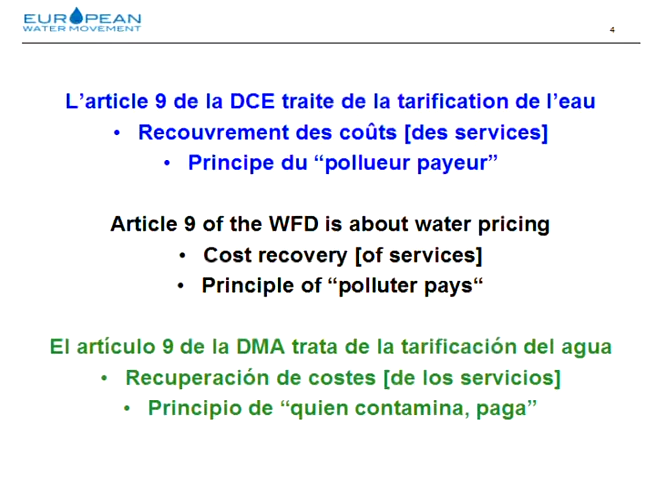 EUROPEAN
WATER MOVEMENT
4
L’article 9 de la DCE traite de la tarification de l’eau
• Recouvrement des coûts [des services]
• Principe du “pollueur payeur”
Article 9 of the WFD is about water pricing
• Cost recovery [of services]
• Principle of “polluter pays“
El artículo 9 de la DMA trata de la tarificación del agua
• Recuperación de costes [de los servicios]
• Principio de “quien contamina, paga”